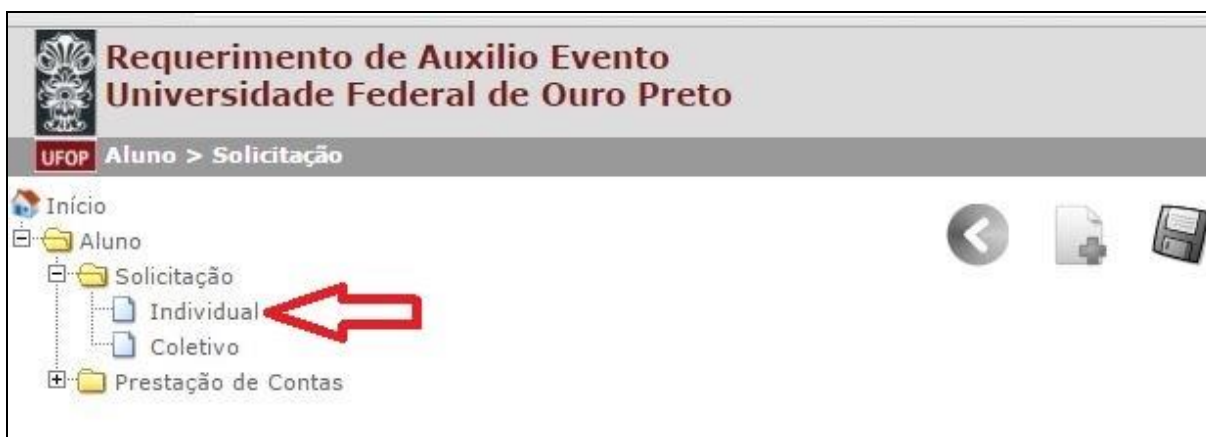 Requerimento de Auxilio Evento
Universidade Federal de Ouro Preto
UFOP Aluno > Solicitação
Início
Aluno
Solicitação
Individual
Coletivo
Prestação de Contas